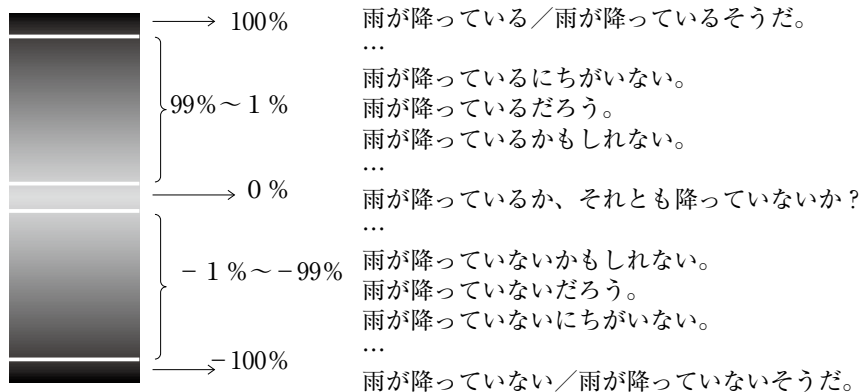 100% 雨が降っている／雨が降っているそうだ。
…
雨が降っているにちがいない。
99%～1% 雨が降っているだろう。
雨が降っているかもしれない。
…
0% 雨が降っているか、それとも降っていないか？
…
－1%～－99% 雨が降っていないかもしれない。
雨が降っていないだろう。
雨が降っていないにちがいない。
…
－100% 雨が降っていない／雨が降っていないそうだ。